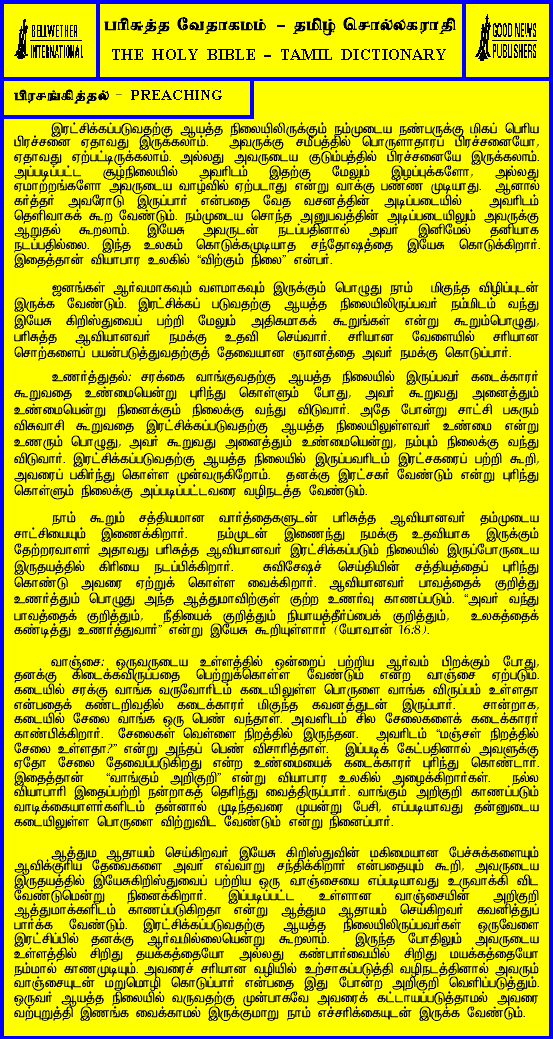 BELLWETHER
INTERNATIONAL
பரிசுத்த வேதாகமம் - தமிழ் சொல்லகராதி
THE HOLY BIBLE - TAMIL DICTIONARY
GOOD NEWS
PUBLISHERS
பிரசங்கித்தல் - PREACHING
இரட்சிக்கப்படுவதற்கு ஆயத்த நிலையிலிருக்கும் நம்முடைய நண்பருக்கு மிகப் பெரிய
பிரச்சனை ஏதாவது இருக்கலாம். அவருக்கு சமீபத்தில் பொருளாதாரப் பிரச்சனையோ,
ஏதாவது ஏற்பட்டிருக்கலாம். அல்லது அவருடைய குடும்பத்தில் பிரச்சனையே இருக்கலாம்.
அப்படிப்பட்ட சூழ்நிலையில் அவரிடம் இதற்கு மேலும் இழப்புக்களோ, அல்லது
ஏமாற்றங்களோ அவருடைய வாழ்வில் ஏற்படாது என்று வாக்கு பண்ண முடியாது. ஆனால்
கர்த்தர் அவரோடு இருப்பார் என்பதை வேத வசனத்தின் அடிப்படையில் அவரிடம்
தெளிவாகக் கூற வேண்டும். நம்முடைய சொந்த அனுபவத்தின் அடிப்படையிலும் அவருக்கு
ஆறுதல் கூறலாம். இயேசு அவருடன் நடப்பதினால் அவர் இனிமேல் தனியாக
நடப்பதில்லை. இந்த உலகம் கொடுக்கமுடியாத சந்தோஷத்தை இயேசு கொடுக்கிறார்.
இதைத்தான் வியாபார உலகில் “விற்கும் நிலை” என்பர்.
ஜனங்கள் ஆர்வமாகவும் வளமாகவும் இருக்கும் பொழுது நாம் மிகுந்த விழிப்புடன்
இருக்க வேண்டும். இரட்சிக்கப் படுவதற்கு ஆயத்த நிலையிலிருப்பவர் நம்மிடம் வந்து
இயேசு கிறிஸ்துவைப் பற்றி மேலும் அதிகமாகக் கூறுங்கள் என்று கூறும்பொழுது,
பரிசுத்த ஆவியானவர் நமக்கு உதவி செய்வார். சரியான வேளையில் சரியான
சொற்களைப் பயன்படுத்துவதற்குத் தேவையான ஞானத்தை அவர் நமக்கு கொடுப்பார்.
உணர்த்துதல்: சரக்கை வாங்குவதற்கு ஆயத்த நிலையில் இருப்பவர் கடைக்காரர்
கூறுவதை உண்மையென்று புரிந்து கொள்ளும் போது, அவர் கூறுவது அனைத்தும்
உண்மையென்று நினைக்கும் நிலைக்கு வந்து விடுவார். அதே போன்று சாட்சி பகரும்
விசுவாசி கூறுவதை இரட்சிக்கப்படுவதற்கு ஆயத்த நிலையிலுள்ளவர் உண்மை என்று
உணரும் பொழுது, அவர் கூறுவது அனைத்தும் உண்மையென்று, நம்பும் நிலைக்கு வந்து
விடுவார். இரட்சிக்கப்படுவதற்கு ஆயத்த நிலையில் இருப்பவரிடம் இரட்சகரைப் பற்றி கூறி,
அவரைப் பகிர்ந்து கொள்ள முன்வருகிறோம். தனக்கு இரட்சகர் வேண்டும் என்று புரிந்து
கொள்ளும் நிலைக்கு அப்படிப்பட்டவரை வழிநடத்த வேண்டும்.
நாம் கூறும் சத்தியமான வார்த்தைகளுடன் பரிசுத்த ஆவியானவர் தம்முடைய
சாட்சியையும் இணைக்கிறார். நம்முடன் இணைந்து நமக்கு உதவியாக இருக்கும்
தேற்றரவாளர் அதாவது பரிசுத்த ஆவியானவர் இரட்சிக்கப்படும் நிலையில் இருப்போருடைய
இருதயத்தில் கிரியை நடப்பிக்கிறார். சுவிசேஷச் செய்தியின் சத்தியத்தைப் புரிந்து
கொண்டு அவரை ஏற்றுக் கொள்ள வைக்கிறார். ஆவியானவர் பாவத்தைக் குறித்து
உணர்த்தும் பொழுது அந்த ஆத்துமாவிற்குள் குற்ற உணர்வு காணப்படும். “அவர் வந்து
பாவத்தைக் குறித்தும், நீதியைக் குறித்தும் நியாயத்தீர்ப்பைக் குறித்தும், உலகத்தைக்
கண்டித்து உணர்த்துவார்” என்று இயேசு கூறியுள்ளார் (யோவான் 16:8).
வாஞ்சை: ஒருவருடைய உள்ளத்தில் ஒன்றைப் பற்றிய ஆர்வம் பிறக்கும் போது,
தனக்கு கிடைக்கவிருப்பதை பெற்றுக்கொள்ள வேண்டும் என்ற வாஞ்சை ஏற்படும்.
கடையில் சரக்கு வாங்க வருவோரிடம் கடையிலுள்ள பொருளை வாங்க விருப்பம் உள்ளதா
என்பதைக் கண்டறிவதில் கடைக்காரர் மிகுந்த கவனத்துடன் இருப்பார். சான்றாக,
கடையில் சேலை வாங்க ஒரு பெண் வந்தாள். அவளிடம் சில சேலைகளைக் கடைக்காரர்
காண்பிக்கிறார். சேலைகள் வெள்ளை நிறத்தில் இருந்தன. அவரிடம் “மஞ்சள் நிறத்தில்
சேலை உள்ளதா?” என்று அந்தப் பெண் விசாரித்தாள். இப்படிக் கேட்பதினால் அவளுக்கு
ஏதோ சேலை தேவைப்படுகிறது என்ற உண்மையைக் கடைக்காரர் புரிந்து கொண்டார்.
இதைத்தான் “வாங்கும் அறிகுறி” என்று வியாபார உலகில் அழைக்கிறார்கள். நல்ல
வியாபாரி இதைப்பற்றி நன்றாகத் தெரிந்து வைத்திருப்பார். வாங்கும் அறிகுறி காணப்படும்
வாடிக்கையாளர்களிடம் தன்னால் முடிந்தவரை முயன்று பேசி, எப்படியாவது தன்னுடைய
கடையிலுள்ள பொருளை விற்றுவிட வேண்டும் என்று நினைப்பார்.
ஆத்தும ஆதாயம் செய்கிறவர் இயேசு கிறிஸ்துவின் மகிமையான பேச்சுக்களையும்
ஆவிக்குரிய தேவைகளை அவர் எவ்வாறு சந்திக்கிறார் என்பதையும் கூறி, அவருடைய
இருதயத்தில் இயேசுகிறிஸ்துவைப் பற்றிய ஒரு வாஞ்சையை எப்படியாவது உருவாக்கி விட
வேண்டுமென்று நினைக்கிறார். இப்படிப்பட்ட உள்ளான வாஞ்சையின் அறிகுறி
ஆத்துமாக்களிடம் காணப்படுகிறதா என்று ஆத்தும ஆதாயம் செய்கிறவர் கவனித்துப்
பார்க்க வேண்டும். இரட்சிக்கப்படுவதற்கு ஆயத்த நிலையிலிருப்பவர்கள் ஒருவேளை
இரட்சிப்பில் தனக்கு ஆர்வமில்லையென்று கூறலாம். இருந்த போதிலும் அவருடைய
உள்ளத்தில் சிறிது தயக்கத்தையோ அல்லது கண்பார்வையில் சிறிது மயக்கத்தையோ
நம்மால் காணமுடியும். அவரைச் சரியான வழியில் உற்சாகப்படுத்தி வழிநடத்தினால் அவரும்
வாஞ்சையுடன் மறுமொழி கொடுப்பார் என்பதை இது போன்ற அறிகுறி வெளிப்படுத்தும்.
ஒருவர் ஆயத்த நிலையில் வருவதற்கு முன்பாகவே அவரைக் கட்டாயப்படுத்தாமல் அவரை
வற்புறுத்தி இணங்க வைக்காமல் இருக்குமாறு நாம் எச்சரிக்கையுடன் இருக்க வேண்டும்.